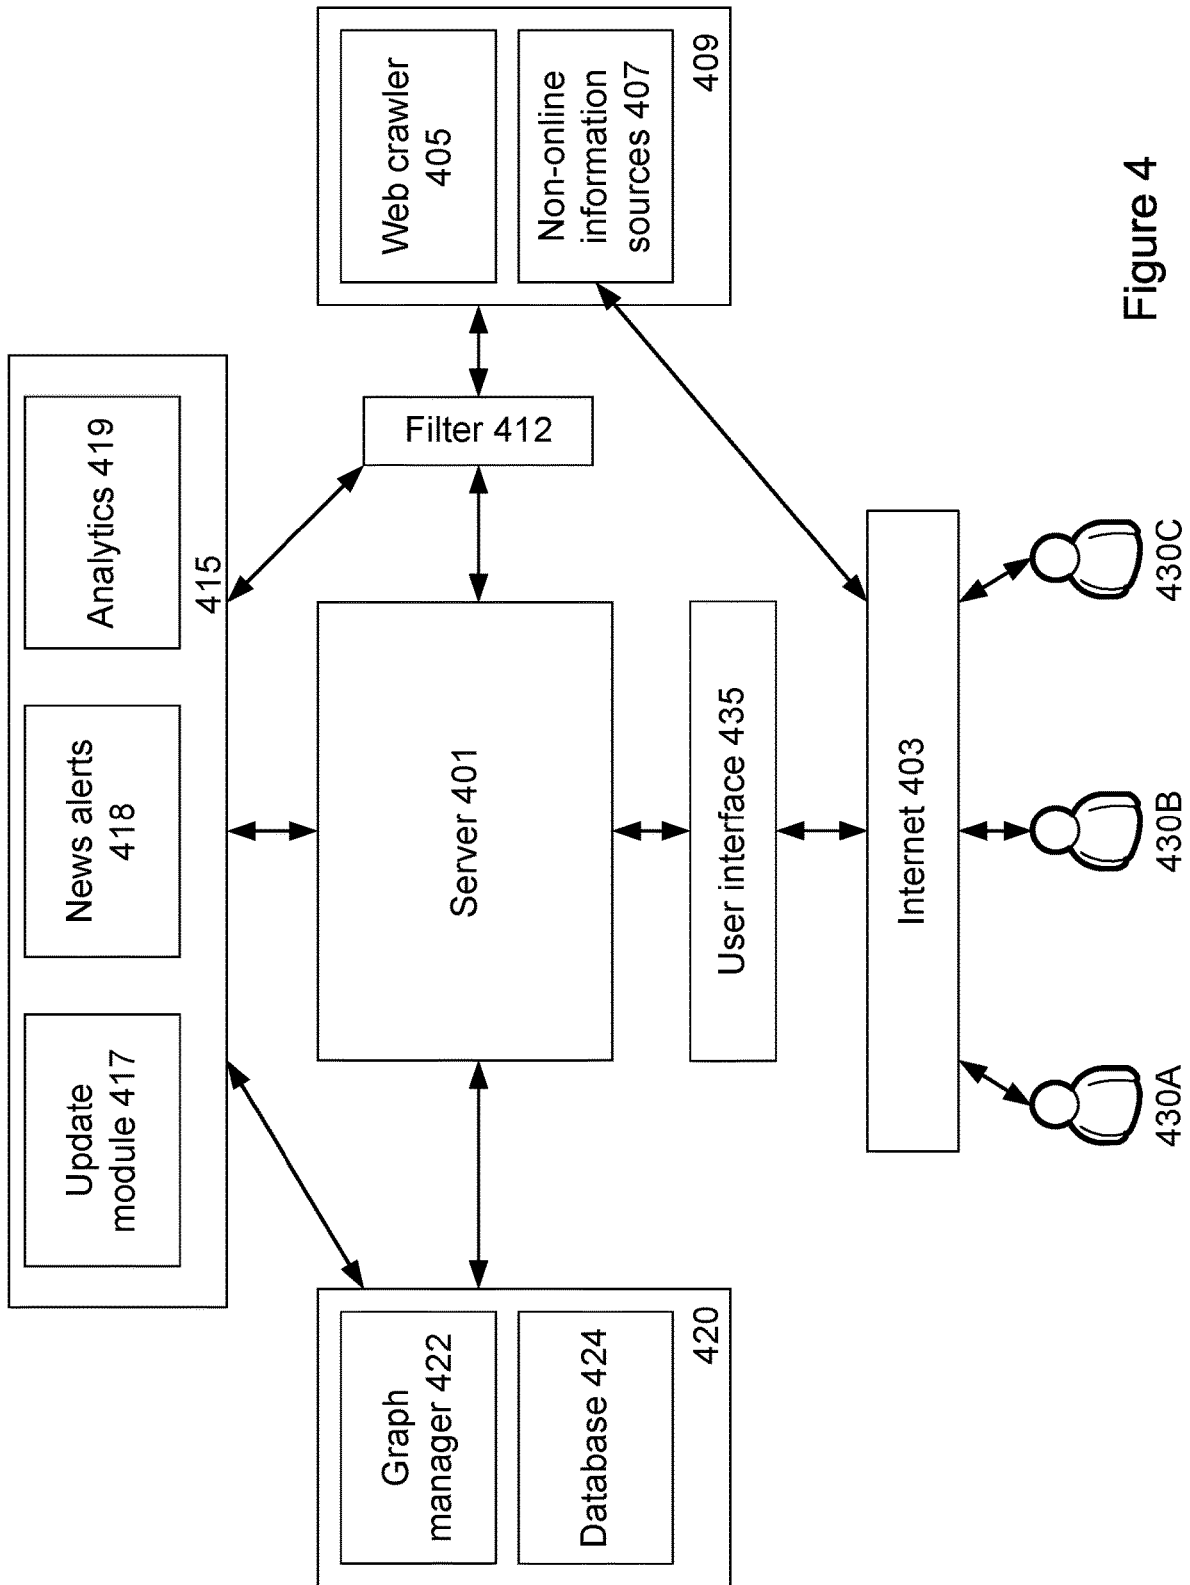 Update
module 417
News alerts
418
Analytics 419
415
Graph
manager 422
Database 424
420
Server 401
Filter 412
Web crawler
405
Non-online
information
sources 407
409
User interface 435
Internet 403
430A
430B
430C
Figure 4